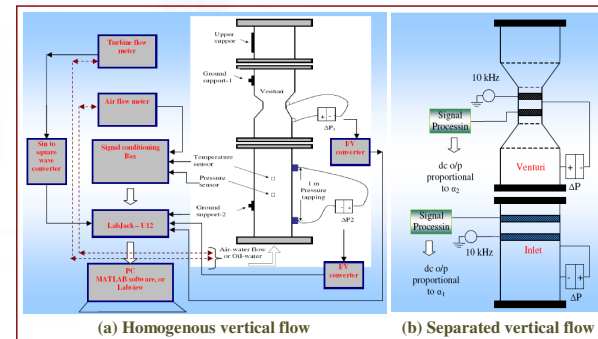 Turbine flow
meter
Air flow meter
Sin to
square
wave
converter
Signal conditioning
Box
LabJack – U12
PC
MATLAB software, or
Labview
Upper
suppor
Ground
support-1
Venturi
ΔP₁
I/V
converter
Temperature
sensor
Pressure
sensor
1 m
Pressure
tapping
Ground
support-2
ΔP2
Air-water flow
or Oil-water
I/V
converter
(a) Homogenous vertical flow
10 kHz
Signal
Processin
dc o/p
proportional
to α₂
Venturi
- +
ΔP
Signal
Processin
10 kHz
Inlet
dc o/p
proportional
to α₁
- +
ΔP
(b) Separated vertical flow